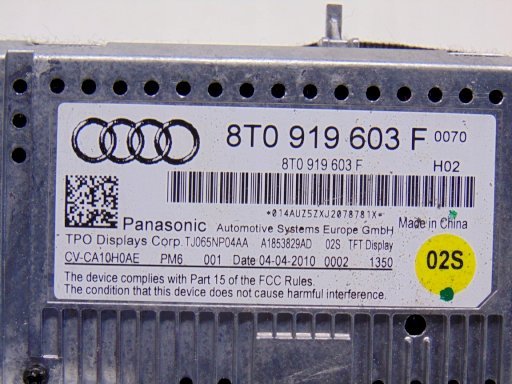 8T0 919 603 F 0070
8T0 919 603 F H02
*014AUZ5ZXJ2078781X*
Made in China
Panasonic Automotive Systems Europe GmbH
TPO Displays Corp. TJ065NP04AA A1853829AD 02S TFT Display
CV-CA10H0AE PM6 001 Date 04-04-2010 0002 1350
02S
The device complies with Part 15 of the FCC Rules.
The condition that this device does not cause harmful interference.